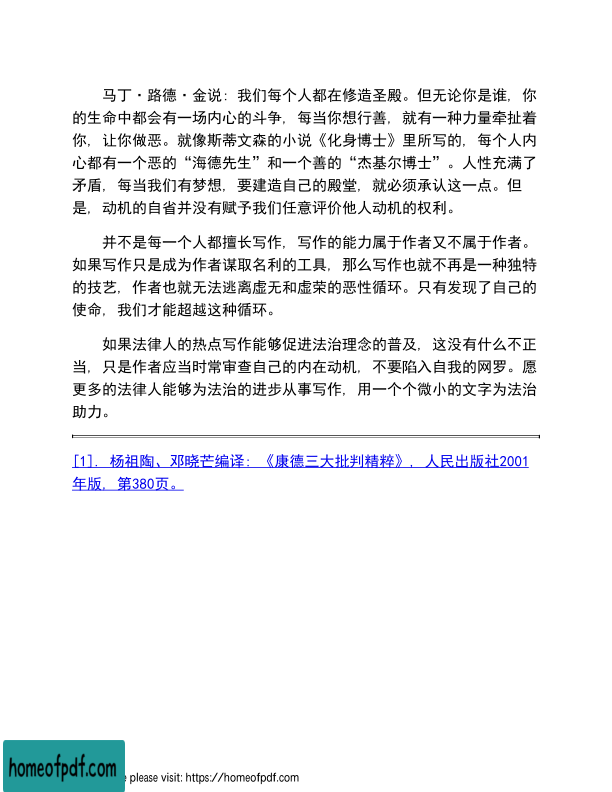 马丁·路德·金说：我们每个人都在修造圣殿。但无论你是谁，你
的生命中都会有一场内心的斗争，每当你想行善，就有一种力量牵扯着
你，让你做恶。就像斯蒂文森的小说《化身博士》里所写的，每个人内
心都有一个恶的“海德先生”和一个善的“杰基尔博士”。人性充满了
矛盾，每当我们有梦想，要建造自己的殿堂，就必须承认这一点。但
是，动机的自省并没有赋予我们任意评价他人动机的权利。
并不是每一个人都擅长写作，写作的能力属于作者又不属于作者。
如果写作只是成为作者谋取名利的工具，那么写作也就不再是一种独特
的技艺，作者也就无法逃离虚无和虚荣的恶性循环。只有发现了自己的
使命，我们才能超越这种循环。
如果法律人的热点写作能够促进法治理念的普及，这没有什么不正
当，只是作者应当时常审查自己的内在动机，不要陷入自我的网罗。愿
更多的法律人能够为法治的进步从事写作，用一个个微小的文字为法治
助力。
[1]. 杨祖陶、邓晓芒编译：《康德三大批判精粹》，人民出版社2001
年版，第380页。
homeofpdf.com
e please visit: https://homeofpdf.com